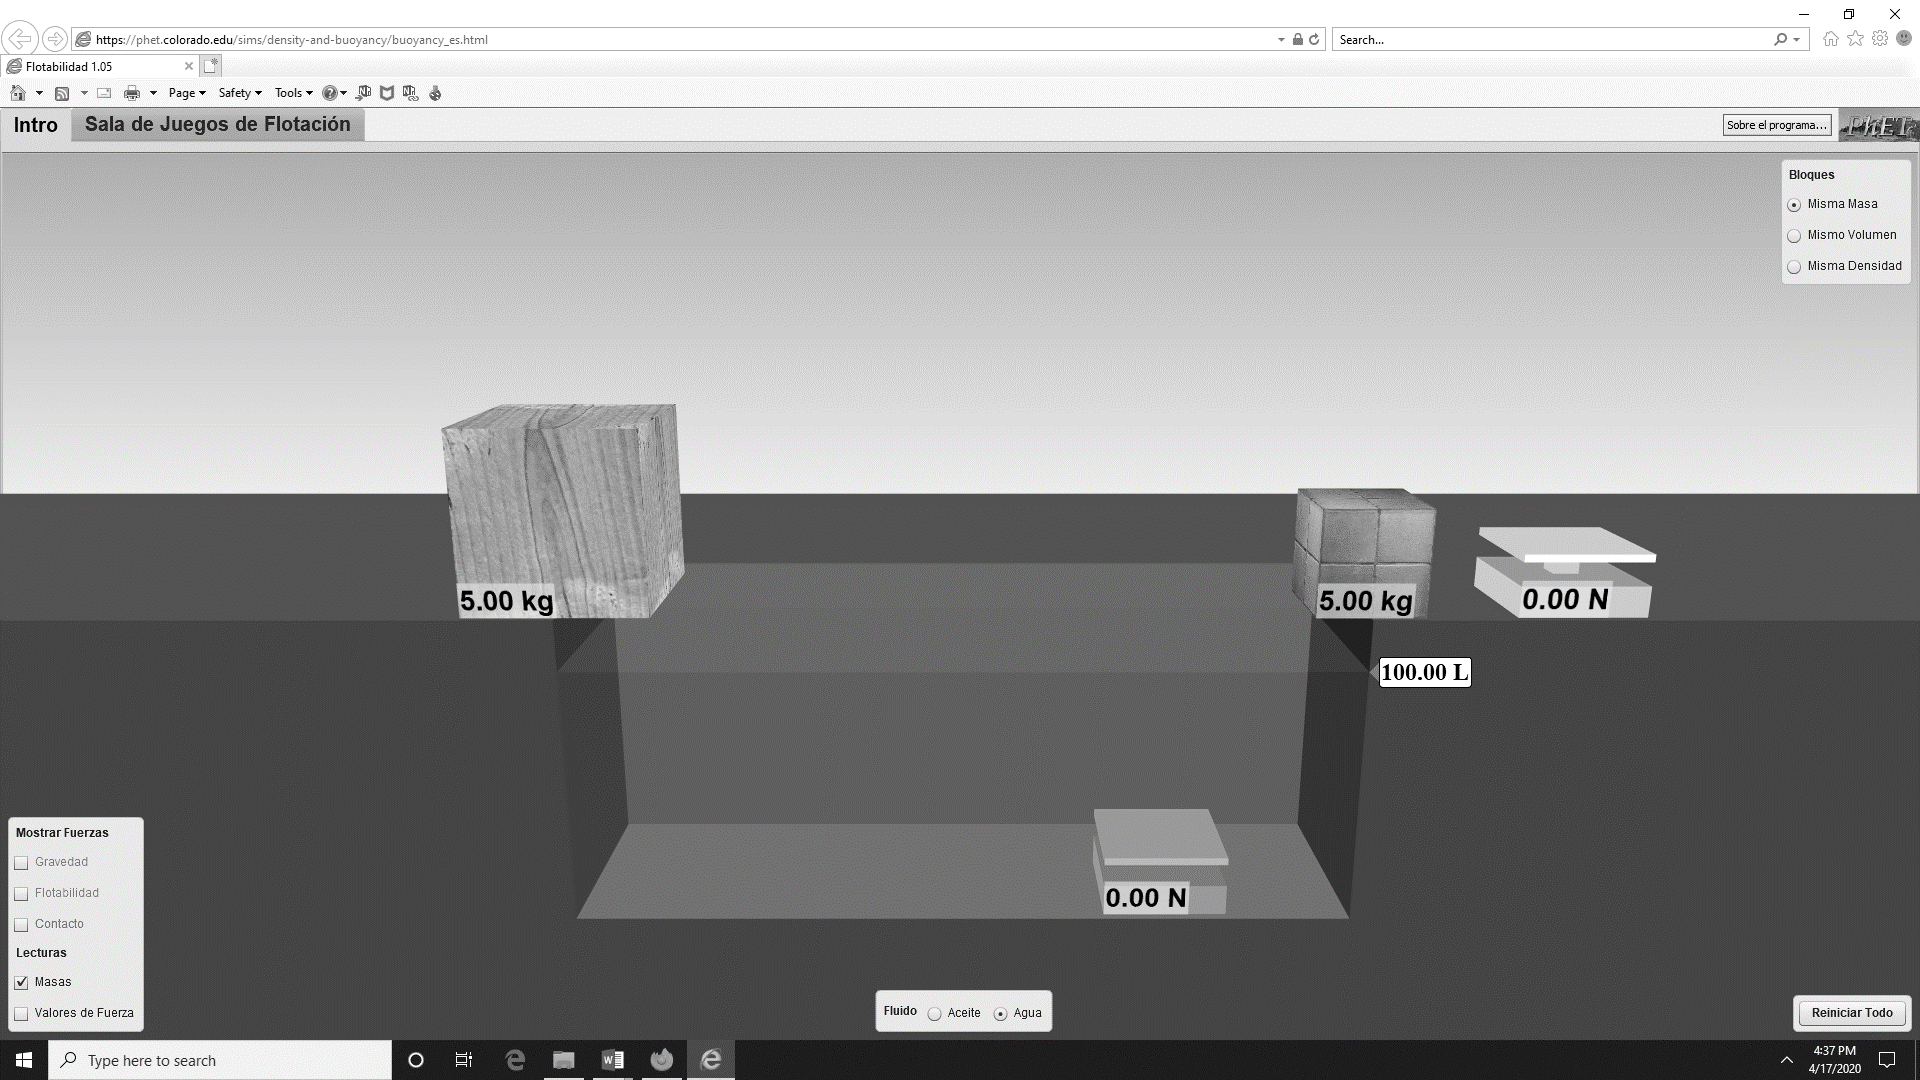 https://phet.colorado.edu/sims/density-and-buoyancy/buoyancy_es.html
Search...
Flotabilidad 1.05
Page Safety Tools
Intro
Sala de Juegos de Flotación
Sobre el programa...
PhET
Bloques
Misma Masa
Mismo Volumen
Misma Densidad
5.00 kg
5.00 kg
0.00 N
100.00 L
0.00 N
Mostrar Fuerzas
Gravedad
Flotabilidad
Contacto
Lecturas
Masas
Valores de Fuerza
Fluido Aceite Agua
Reiniciar Todo
Type here to search
4:37 PM
4/17/2020